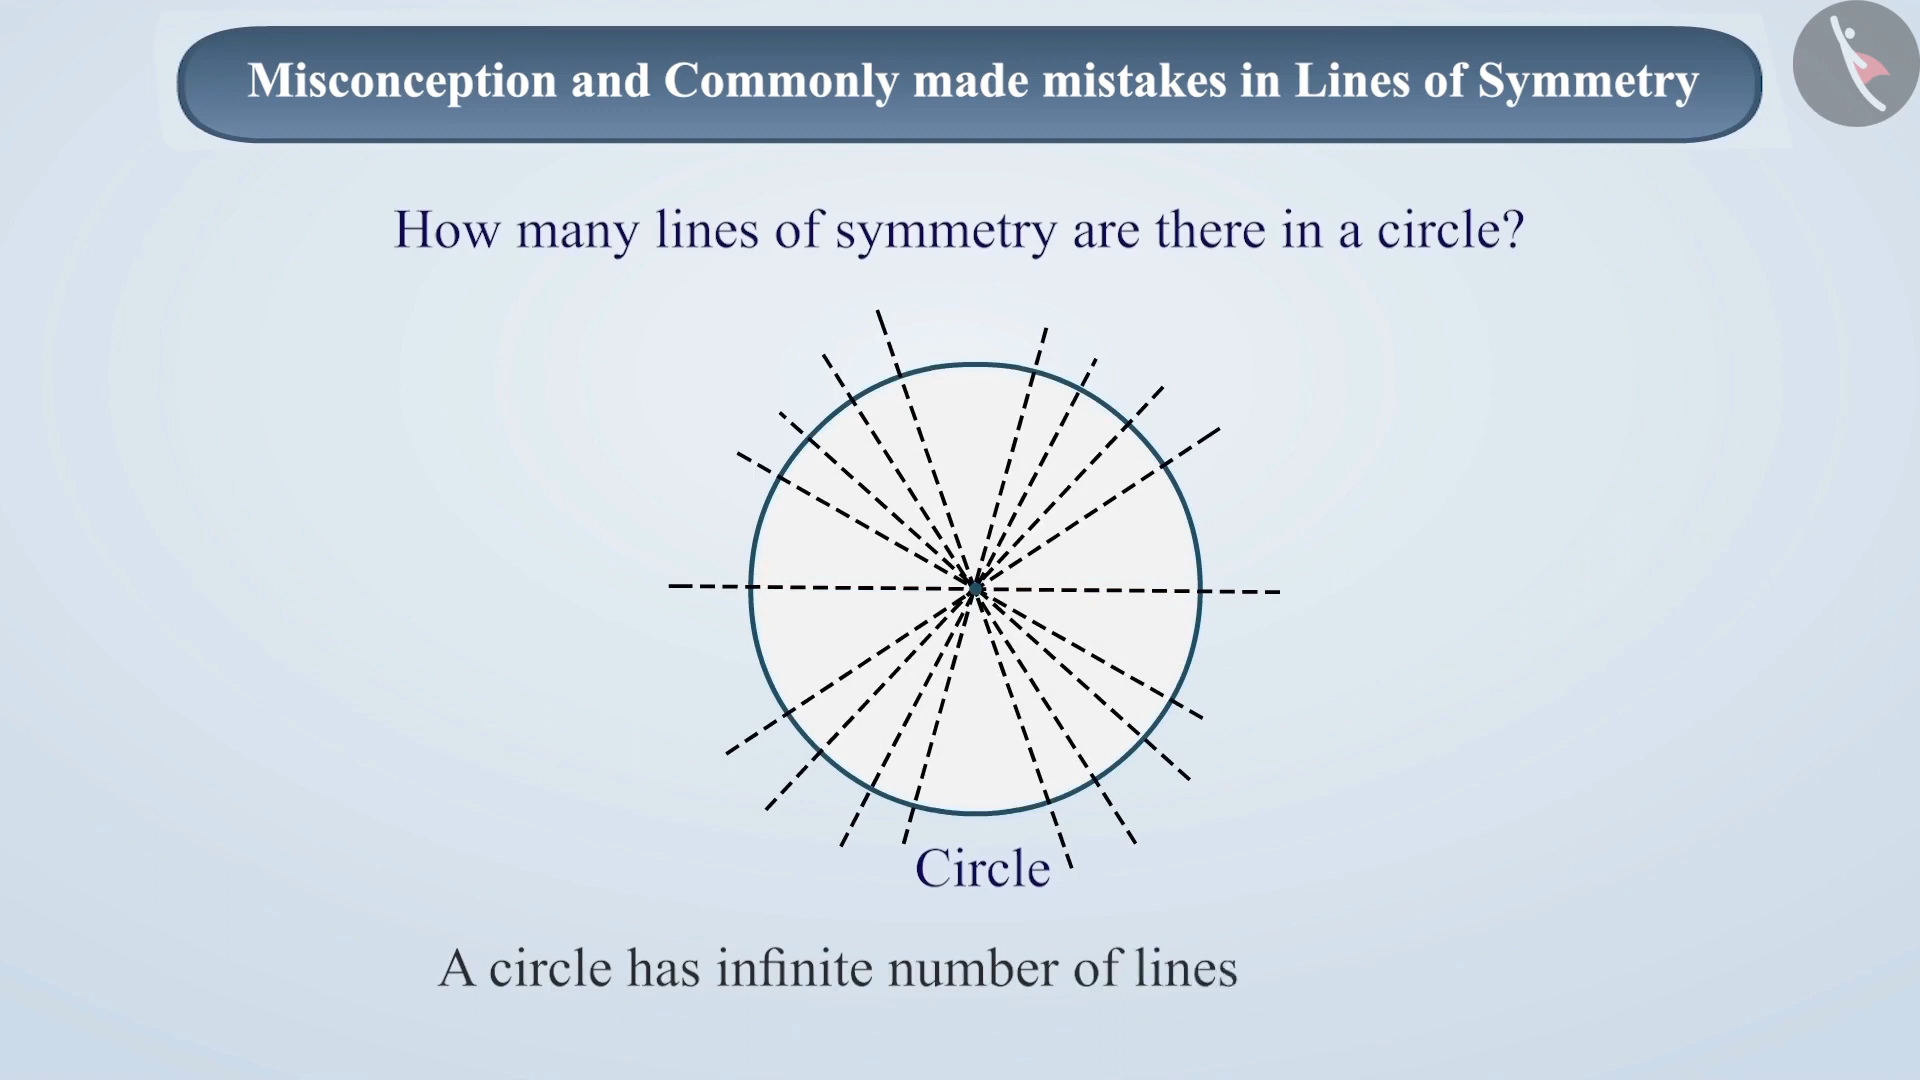 Misconception and Commonly made mistakes in Lines of Symmetry
How many lines of symmetry are there in a circle?
Circle
A circle has infinite number of lines